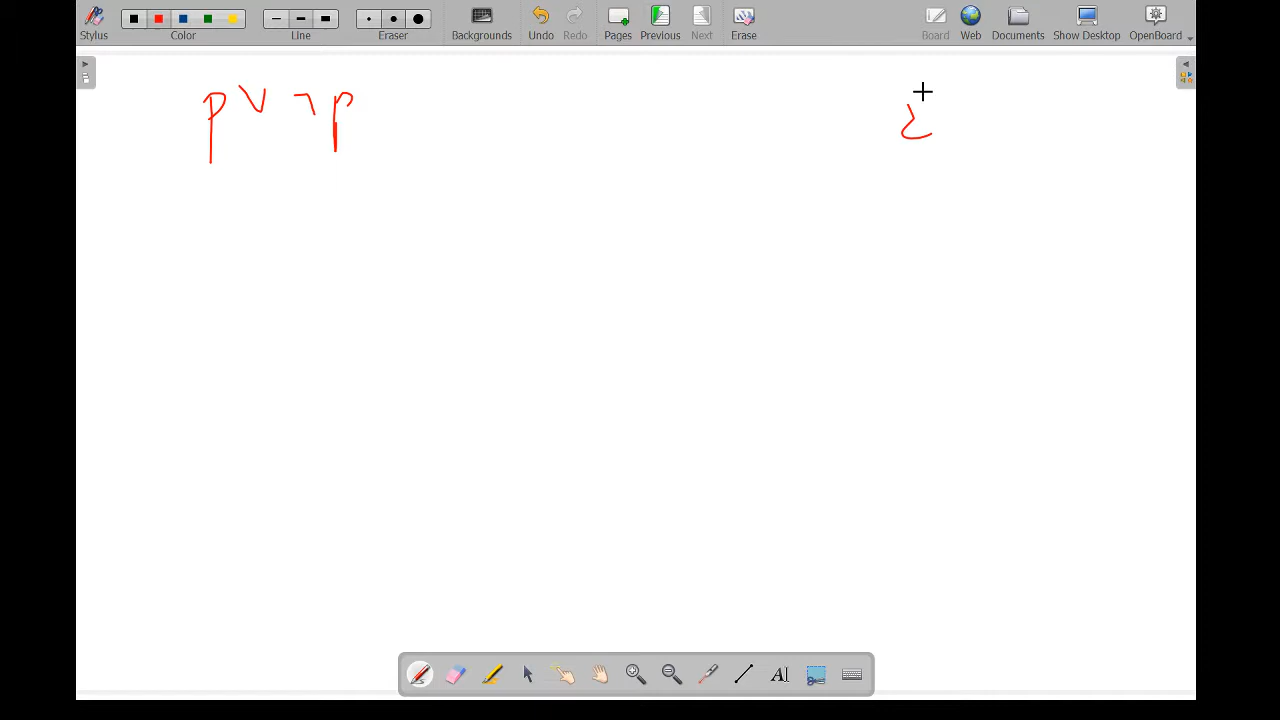 Stylus Color Line Eraser Backgrounds Undo Redo Pages Previous Next Erase Board Web Documents Show Desktop OpenBoard
p ∨ ¬ p